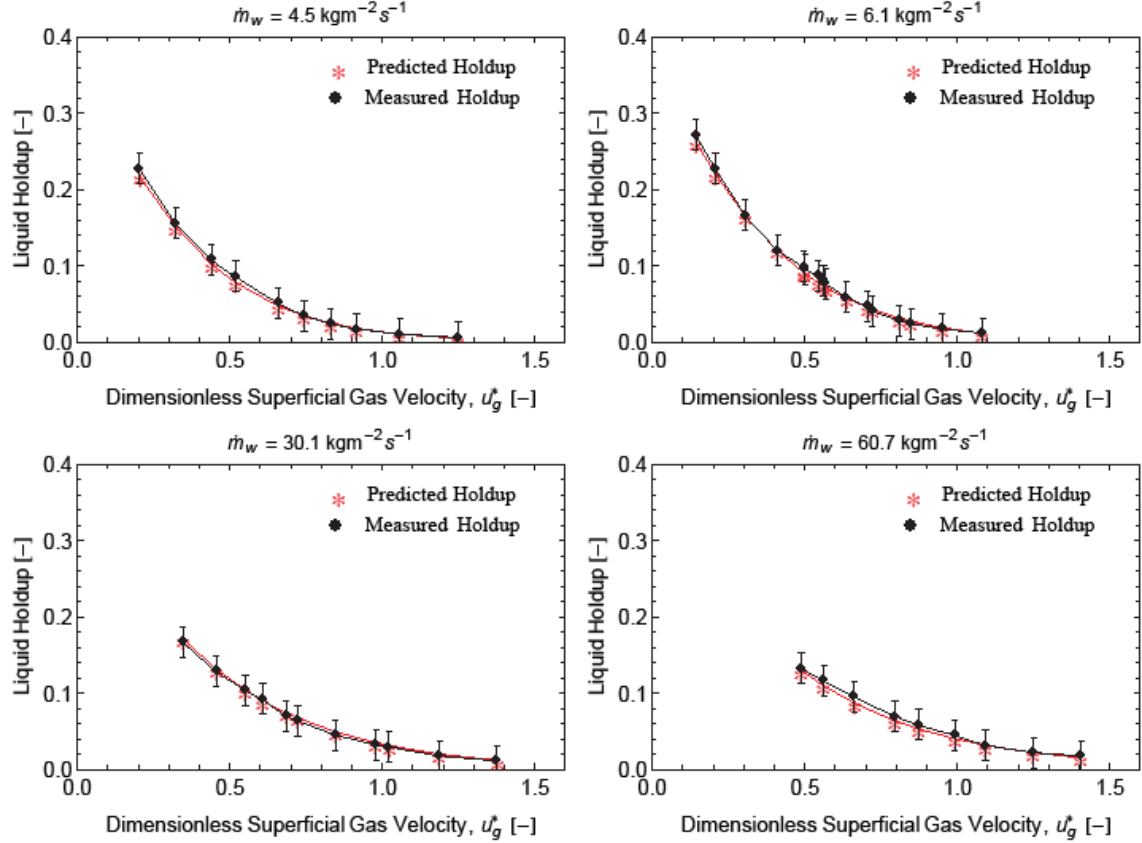 ṁw = 4.5 kgm⁻²s⁻¹
0.4
0.3
0.2
0.1
0.0
Liquid Holdup [–]
Predicted Holdup
Measured Holdup
0.0 0.5 1.0 1.5
Dimensionless Superficial Gas Velocity, u*g [–]
ṁw = 6.1 kgm⁻²s⁻¹
0.4
0.3
0.2
0.1
0.0
Liquid Holdup [–]
Predicted Holdup
Measured Holdup
0.0 0.5 1.0 1.5
Dimensionless Superficial Gas Velocity, u*g [–]
ṁw = 30.1 kgm⁻²s⁻¹
0.4
0.3
0.2
0.1
0.0
Liquid Holdup [–]
Predicted Holdup
Measured Holdup
0.0 0.5 1.0 1.5
Dimensionless Superficial Gas Velocity, u*g [–]
ṁw = 60.7 kgm⁻²s⁻¹
0.4
0.3
0.2
0.1
0.0
Liquid Holdup [–]
Predicted Holdup
Measured Holdup
0.0 0.5 1.0 1.5
Dimensionless Superficial Gas Velocity, u*g [–]